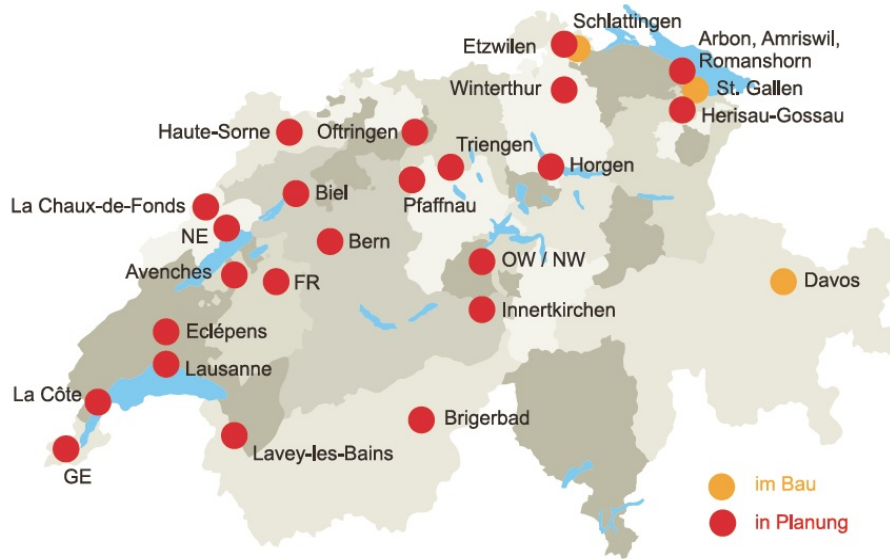 Schlattingen
Etzwilen
Arbon, Amriswil,
Romanshorn
St. Gallen
Winterthur
Herisau-Gossau
Haute-Sorne
Oftringen
Triengen
Horgen
Pfaffnau
Biel
La Chaux-de-Fonds
NE
Bern
OW / NW
Avenches
FR
Davos
Innertkirchen
Eclépens
Lausanne
La Côte
Brigerbad
Lavey-les-Bains
GE
im Bau
in Planung